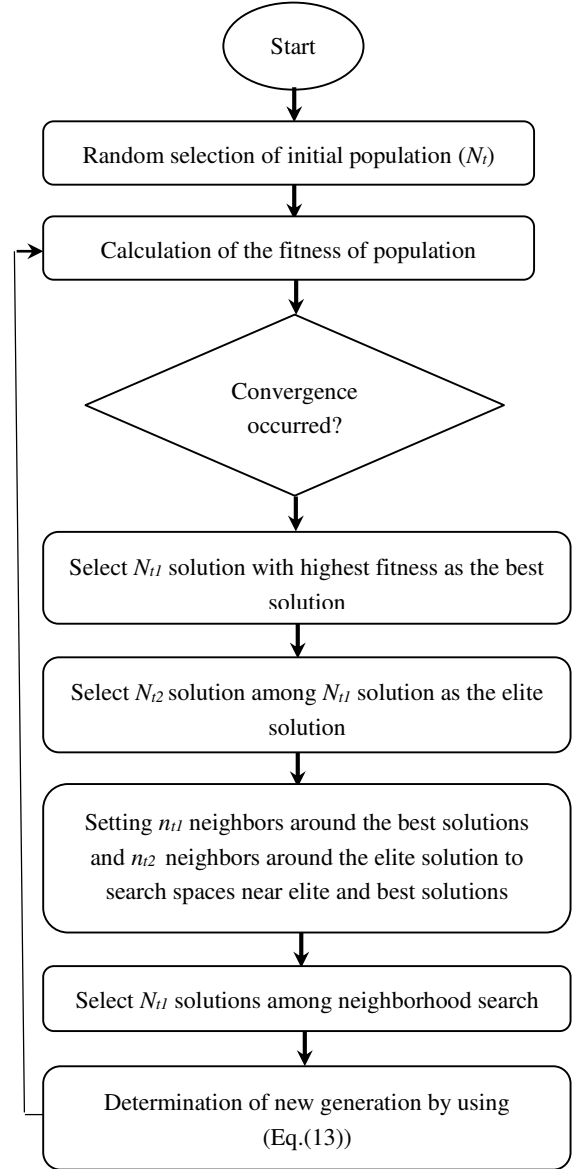 Start
Random selection of initial population (Nt)
Calculation of the fitness of population
Convergence
occurred?
Select Nt1 solution with highest fitness as the best
solution
Select Nt2 solution among Nt1 solution as the elite
solution
Setting nt1 neighbors around the best solutions
and nt2 neighbors around the elite solution to
search spaces near elite and best solutions
Select Nt1 solutions among neighborhood search
Determination of new generation by using
(Eq.(13))